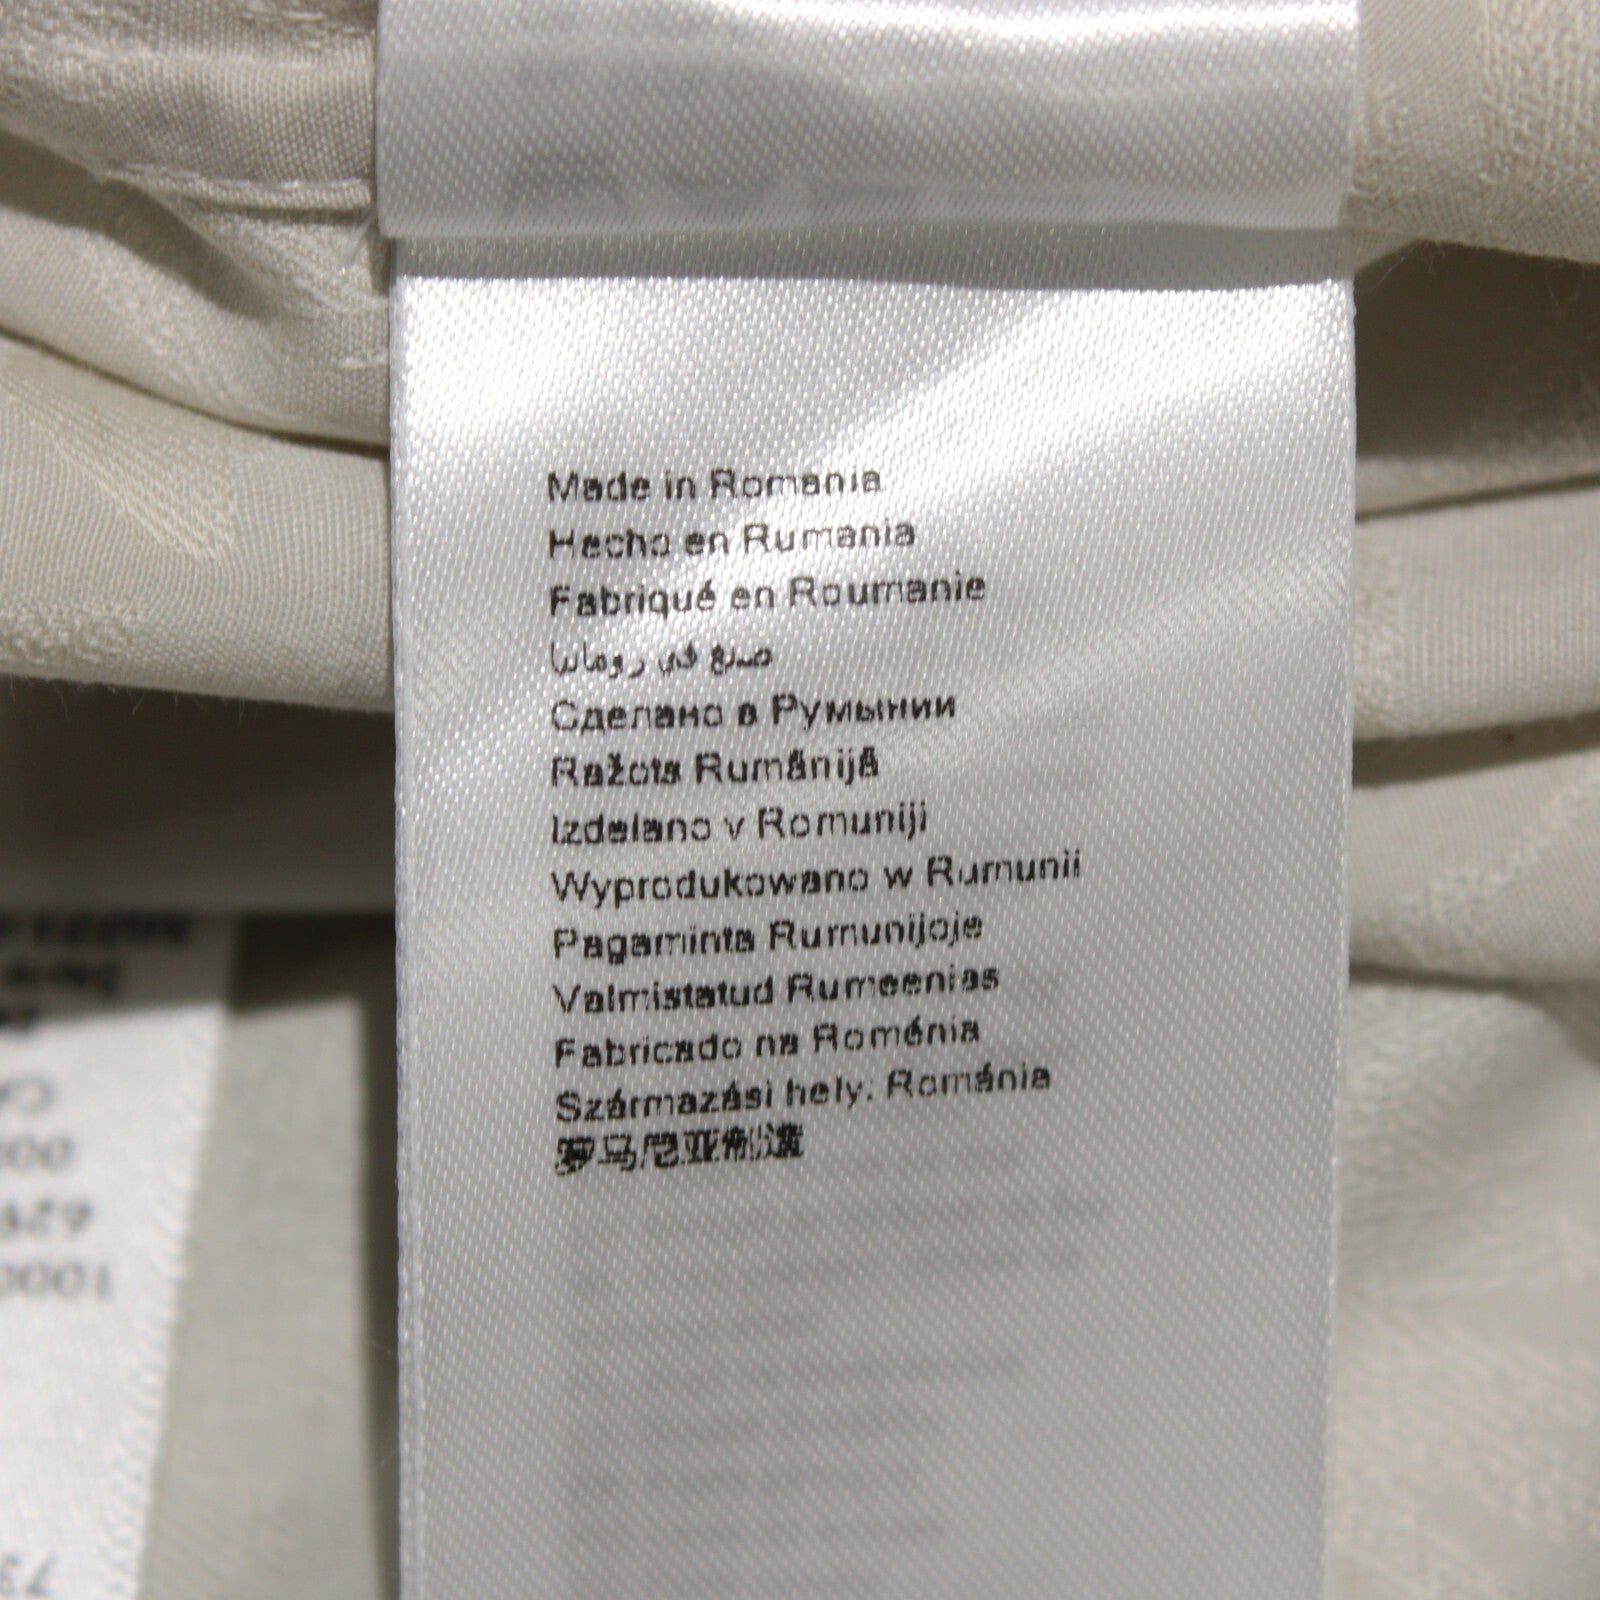 Made in Romania
Hecho en Rumania
Fabriqué en Roumanie
صنع في رومانيا
Сделано в Румынии
Ražots Rumānijā
Izdelano v Romuniji
Wyprodukowano w Rumunii
Pagaminta Rumunijoje
Valmistatud Rumeenias
Fabricado na Roménia
Származási hely: Románia
罗马尼亚制造